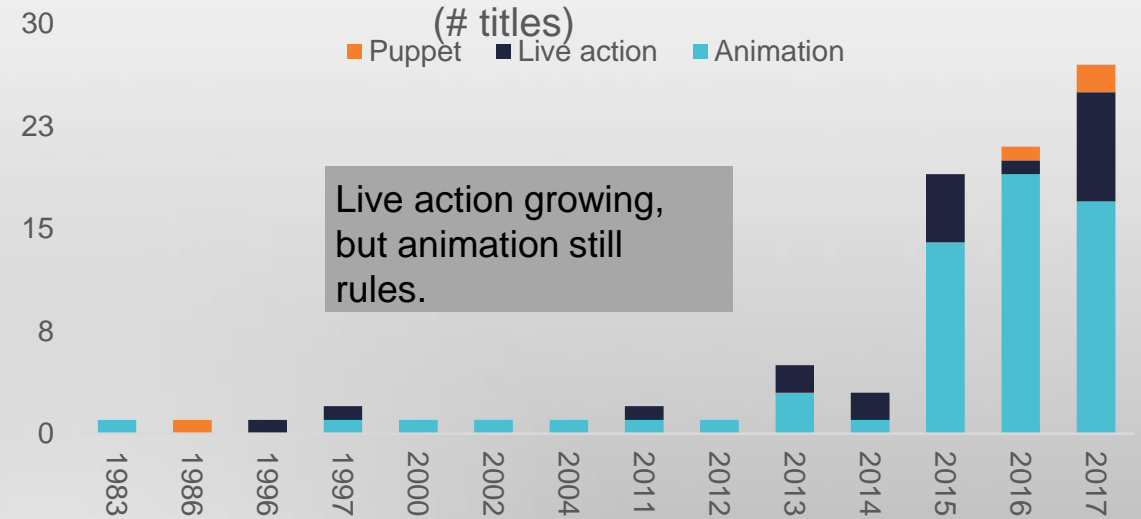 (# titles)
Puppet Live action Animation
30
23
15
8
0
Live action growing,
but animation still
rules.
1983 1986 1996 1997 2000 2002 2004 2011 2012 2013 2014 2015 2016 2017